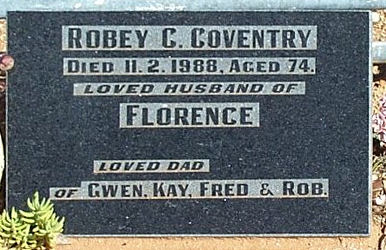 ROBEY C. COVENTRY
DIED 11.2.1988, AGED 74.
LOVED HUSBAND OF
FLORENCE
LOVED DAD
OF GWEN, KAY, FRED & ROB.